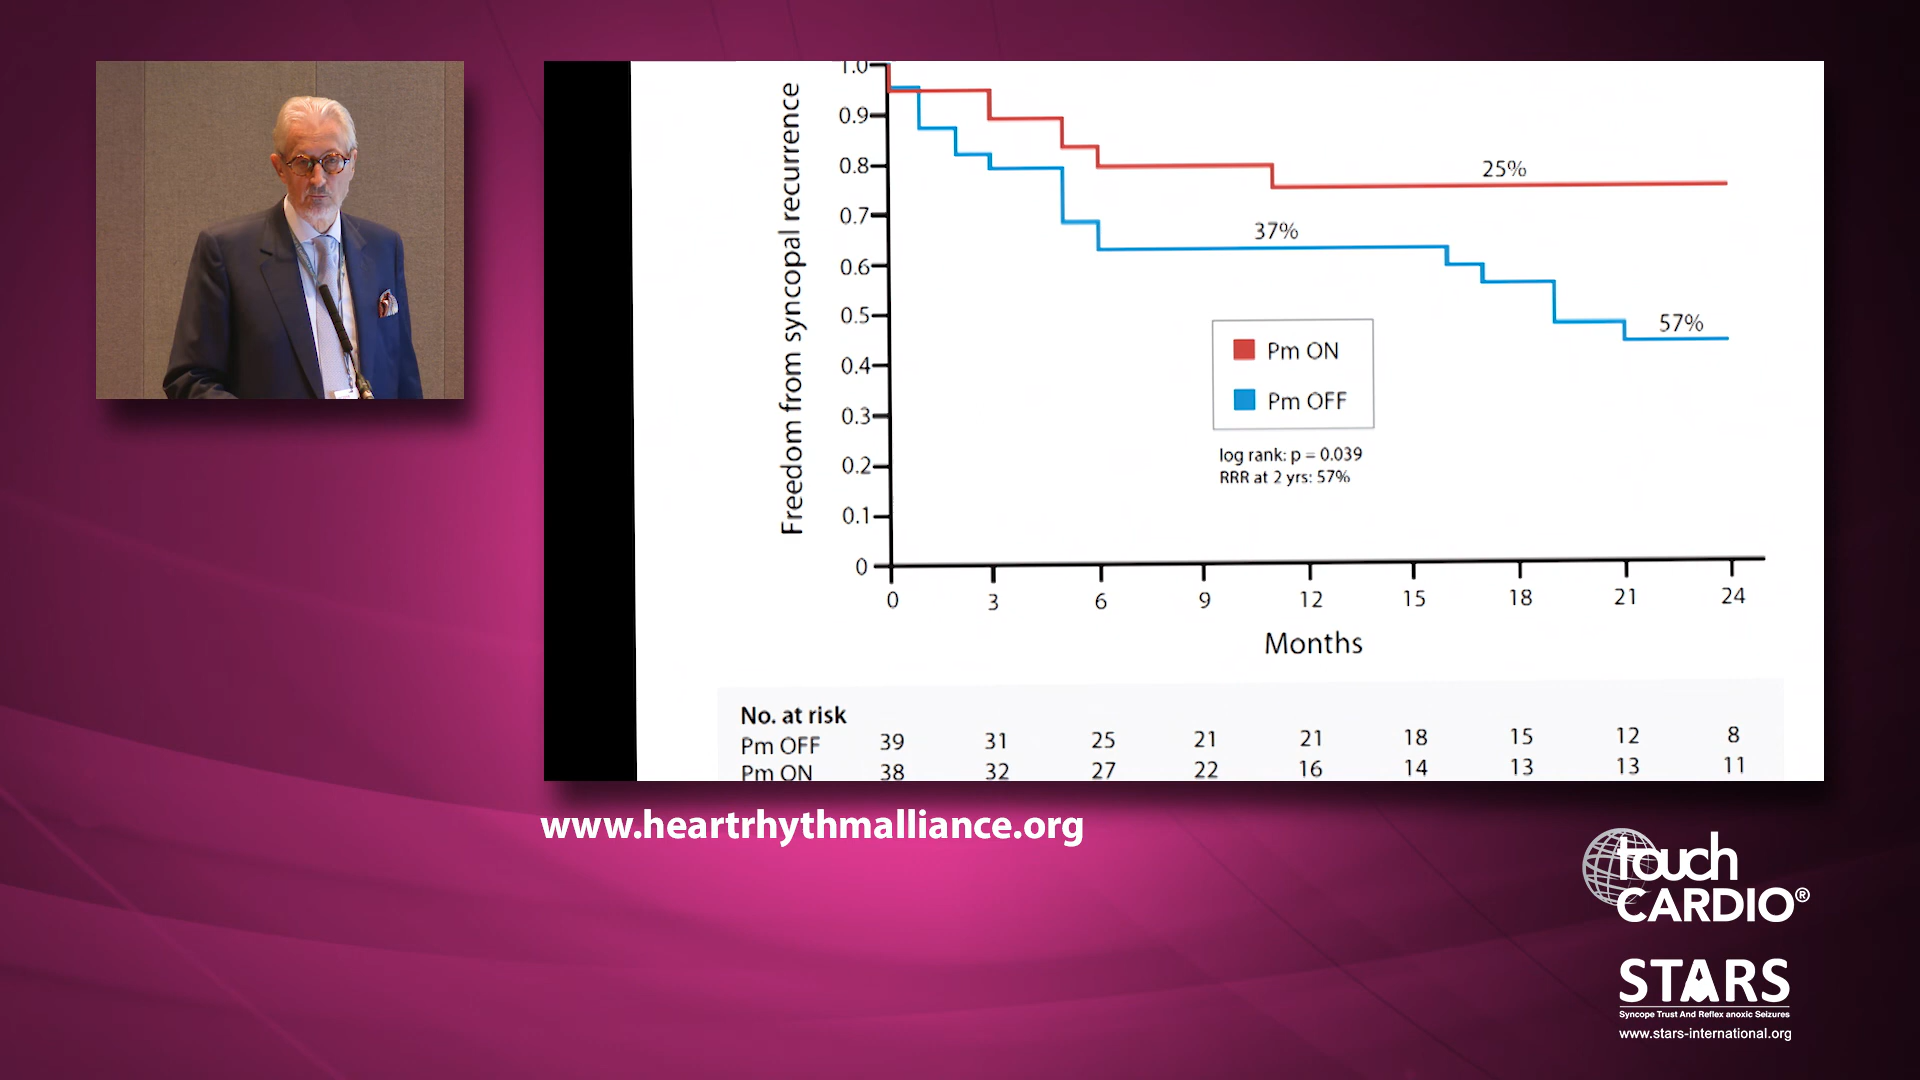 1.0
0.9
0.8
0.7
0.6
0.5
0.4
0.3
0.2
0.1
0
Freedom from syncopal recurrence
25%
37%
57%
Pm ON
Pm OFF
log rank: p = 0.039
RRR at 2 yrs: 57%
0 3 6 9 12 15 18 21 24
Months
No. at risk
Pm OFF 39 31 25 21 21 18 15 12 8
Pm ON 38 32 27 22 16 14 13 13 11
www.heartrhythmalliance.org
touch
CARDIO®
STARS
Syncope Trust And Reflex anoxic Seizures
www.stars-international.org